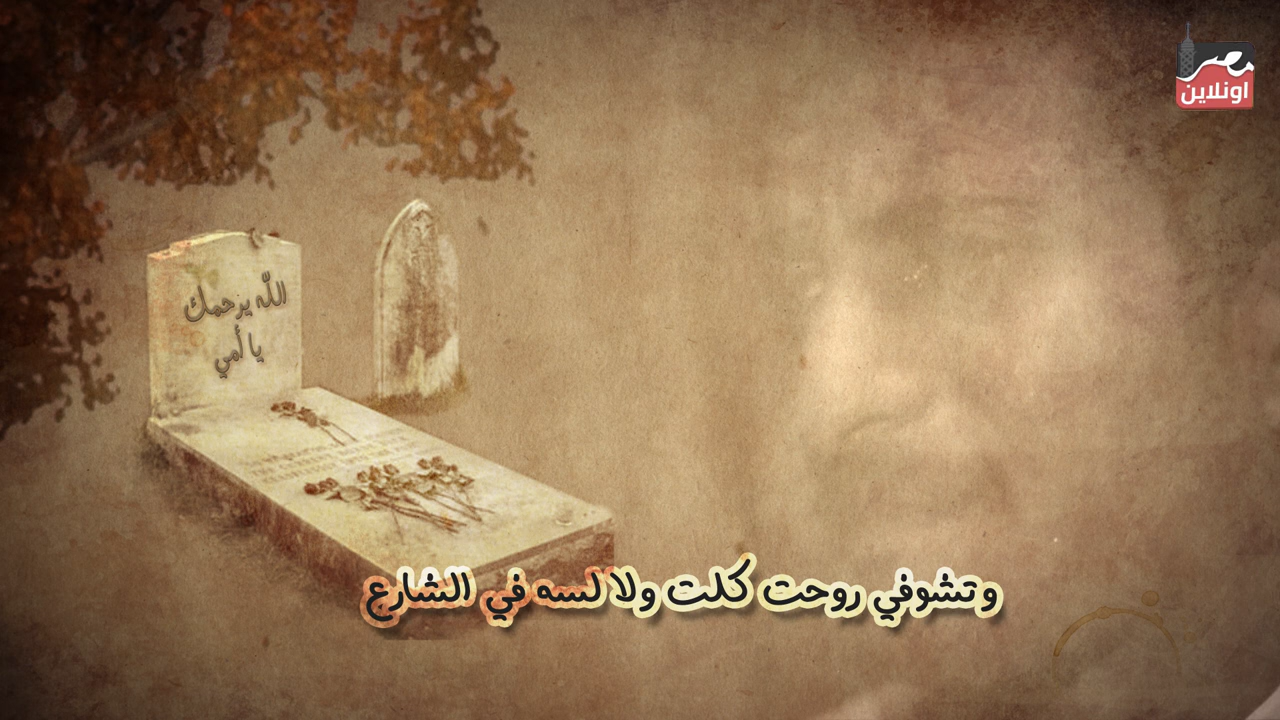 مصر
اونلاين
الله يرحمك
يا أمي
وتشوفي روحت كلت ولا لسه في الشارع